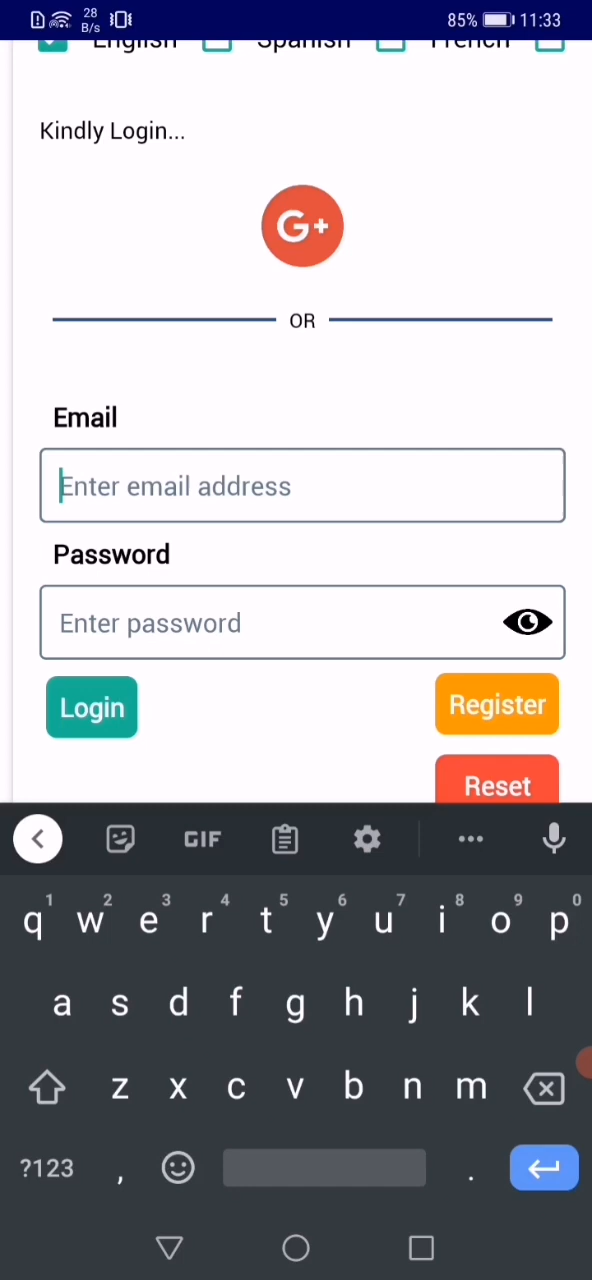 28
B/s
85%
11:33
English Spanish French
Kindly Login...
G+
OR
Email
Enter email address
Password
Enter password
Login
Register
Reset
GIF
1 2 3 4 5 6 7 8 9 0
q w e r t y u i o p
a s d f g h j k l
z x c v b n m
?123 , .